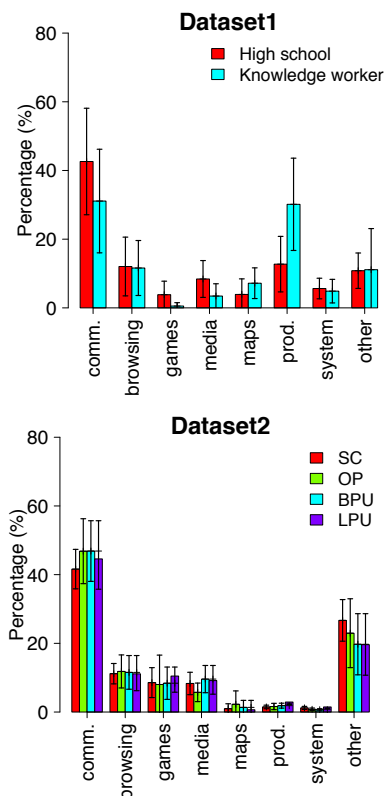 Dataset1
High school
Knowledge worker
Percentage (%)
80
60
40
20
0
comm.
browsing
games
media
maps
prod.
system
other
Dataset2
SC
OP
BPU
LPU
Percentage (%)
80
60
40
20
0
comm.
browsing
games
media
maps
prod.
system
other